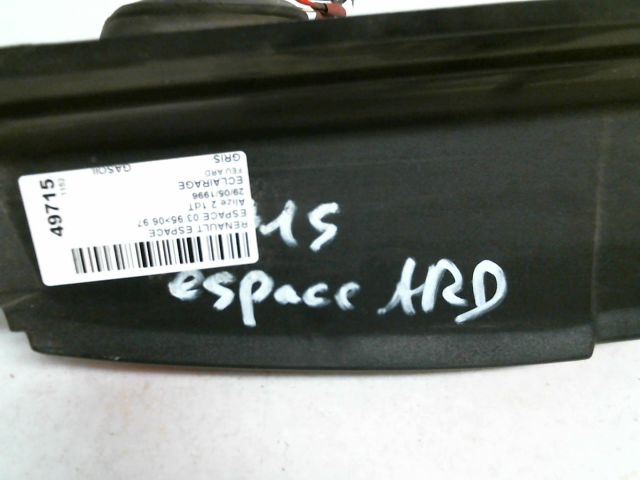 RENAULT ESPACE
ESPACE 03.95>06.97
Alize 2.1dT
29/05/1996
ECLAIRAGE
FEU ARD
GASOIL
GRIS
49715
1152
espace ARD